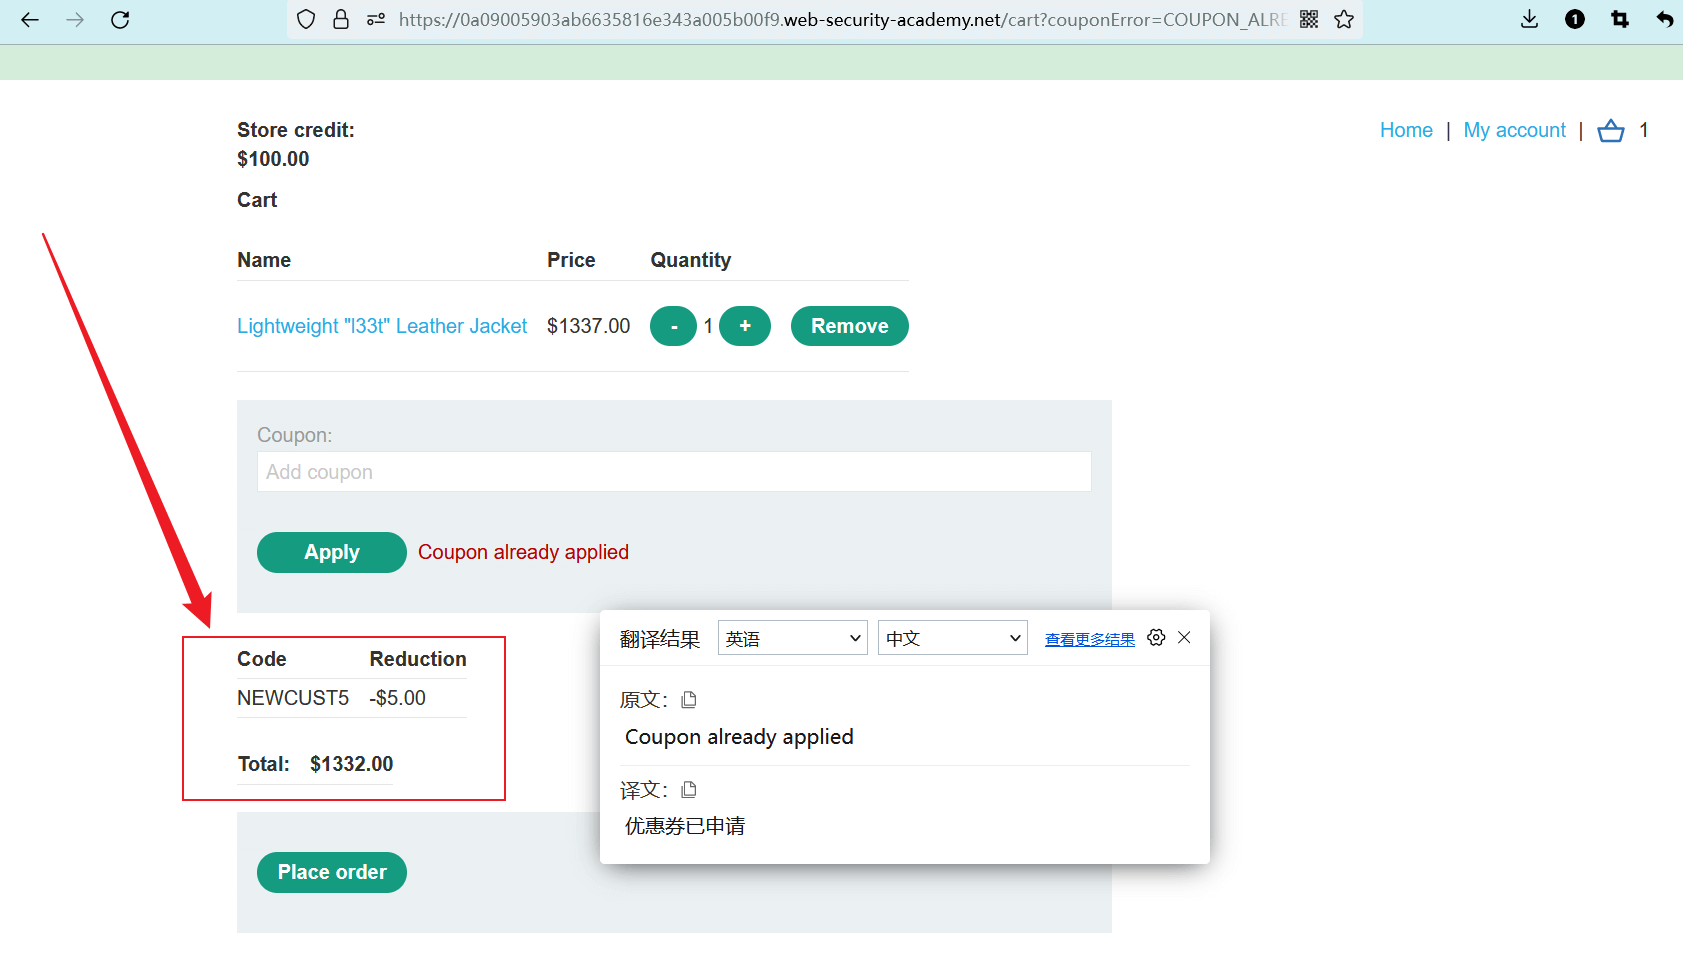 https://0a09005903ab6635816e343a005b00f9.web-security-academy.net/cart?couponError=COUPON_ALRE
1
Store credit:
$100.00
Home | My account | 1
Cart
Name Price Quantity
Lightweight "l33t" Leather Jacket $1337.00 - 1 + Remove
Coupon:
Add coupon
Apply Coupon already applied
Code Reduction
NEWCUST5 -$5.00
Total: $1332.00
Place order
翻译结果 英语 中文 查看更多结果
原文：
Coupon already applied
译文：
优惠券已申请